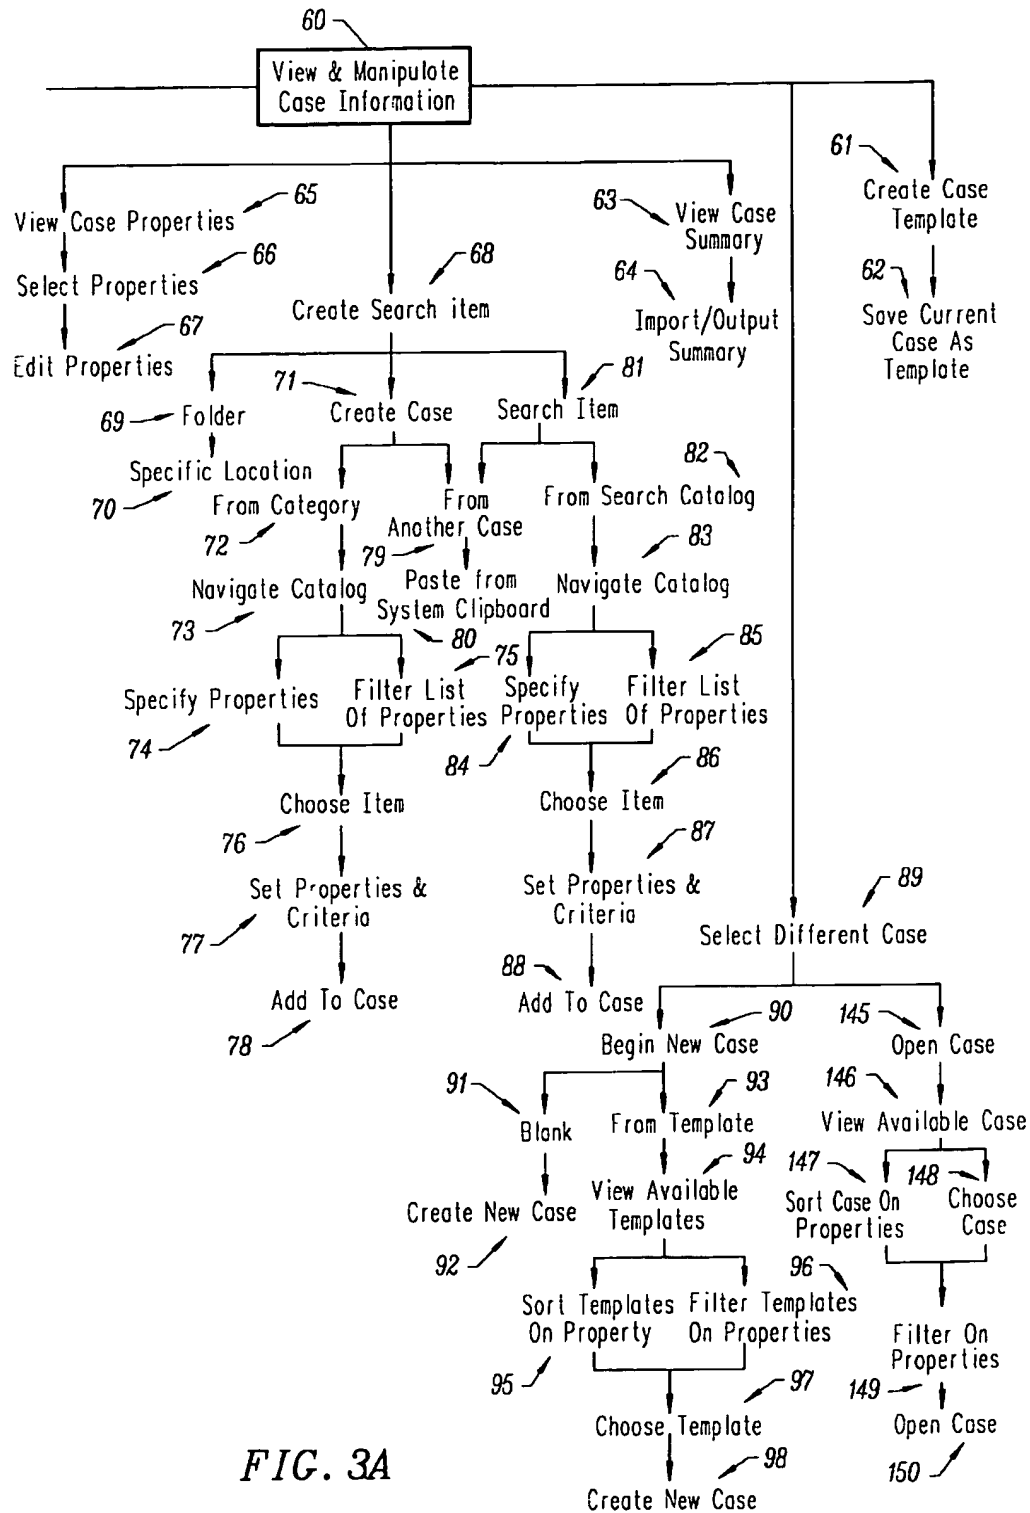 60
View & Manipulate
Case Information
61
Create Case
Template
62
Save Current
Case As
Template
65
View Case Properties
66
Select Properties
67
Edit Properties
63
View Case
Summary
64
Import/Output
Summary
68
Create Search item
69
Folder
70
Specific Location
71
Create Case
81
Search Item
72
From Category
79
From
Another Case
82
From Search Catalog
73
Navigate Catalog
80
Paste from
System Clipboard
83
Navigate Catalog
74
Specify Properties
75
Filter List
Of Properties
84
Specify
Properties
85
Filter List
Of Properties
76
Choose Item
86
Choose Item
77
Set Properties &
Criteria
87
Set Properties &
Criteria
78
Add To Case
88
Add To Case
89
Select Different Case
90
Begin New Case
145
Open Case
91
Blank
92
Create New Case
93
From Template
94
View Available
Templates
146
View Available Case
147
Sort Case On
Properties
148
Choose
Case
95
Sort Templates
On Property
96
Filter Templates
On Properties
149
Filter On
Properties
97
Choose Template
150
Open Case
98
Create New Case
FIG. 3A